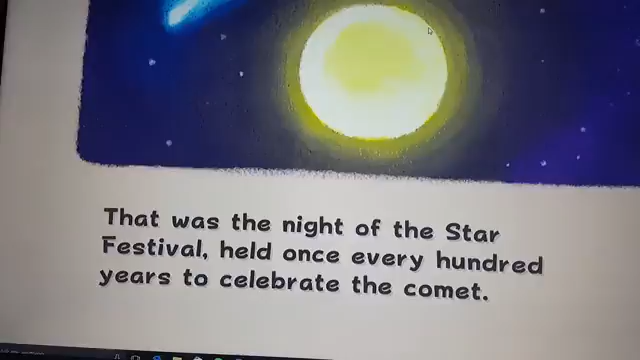 That was the night of the Star
Festival, held once every hundred
years to celebrate the comet.